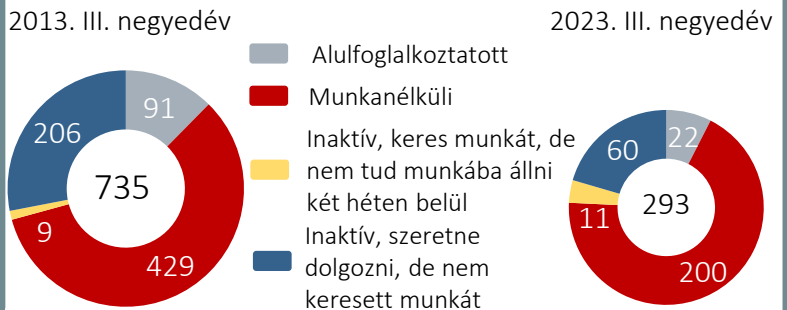 2013. III. negyedév
91
206
735
9
429
Alulfoglalkoztatott
Munkanélküli
Inaktív, keres munkát, de
nem tud munkába állni
két héten belül
Inaktív, szeretne
dolgozni, de nem
keresett munkát
2023. III. negyedév
22
60
293
11
200